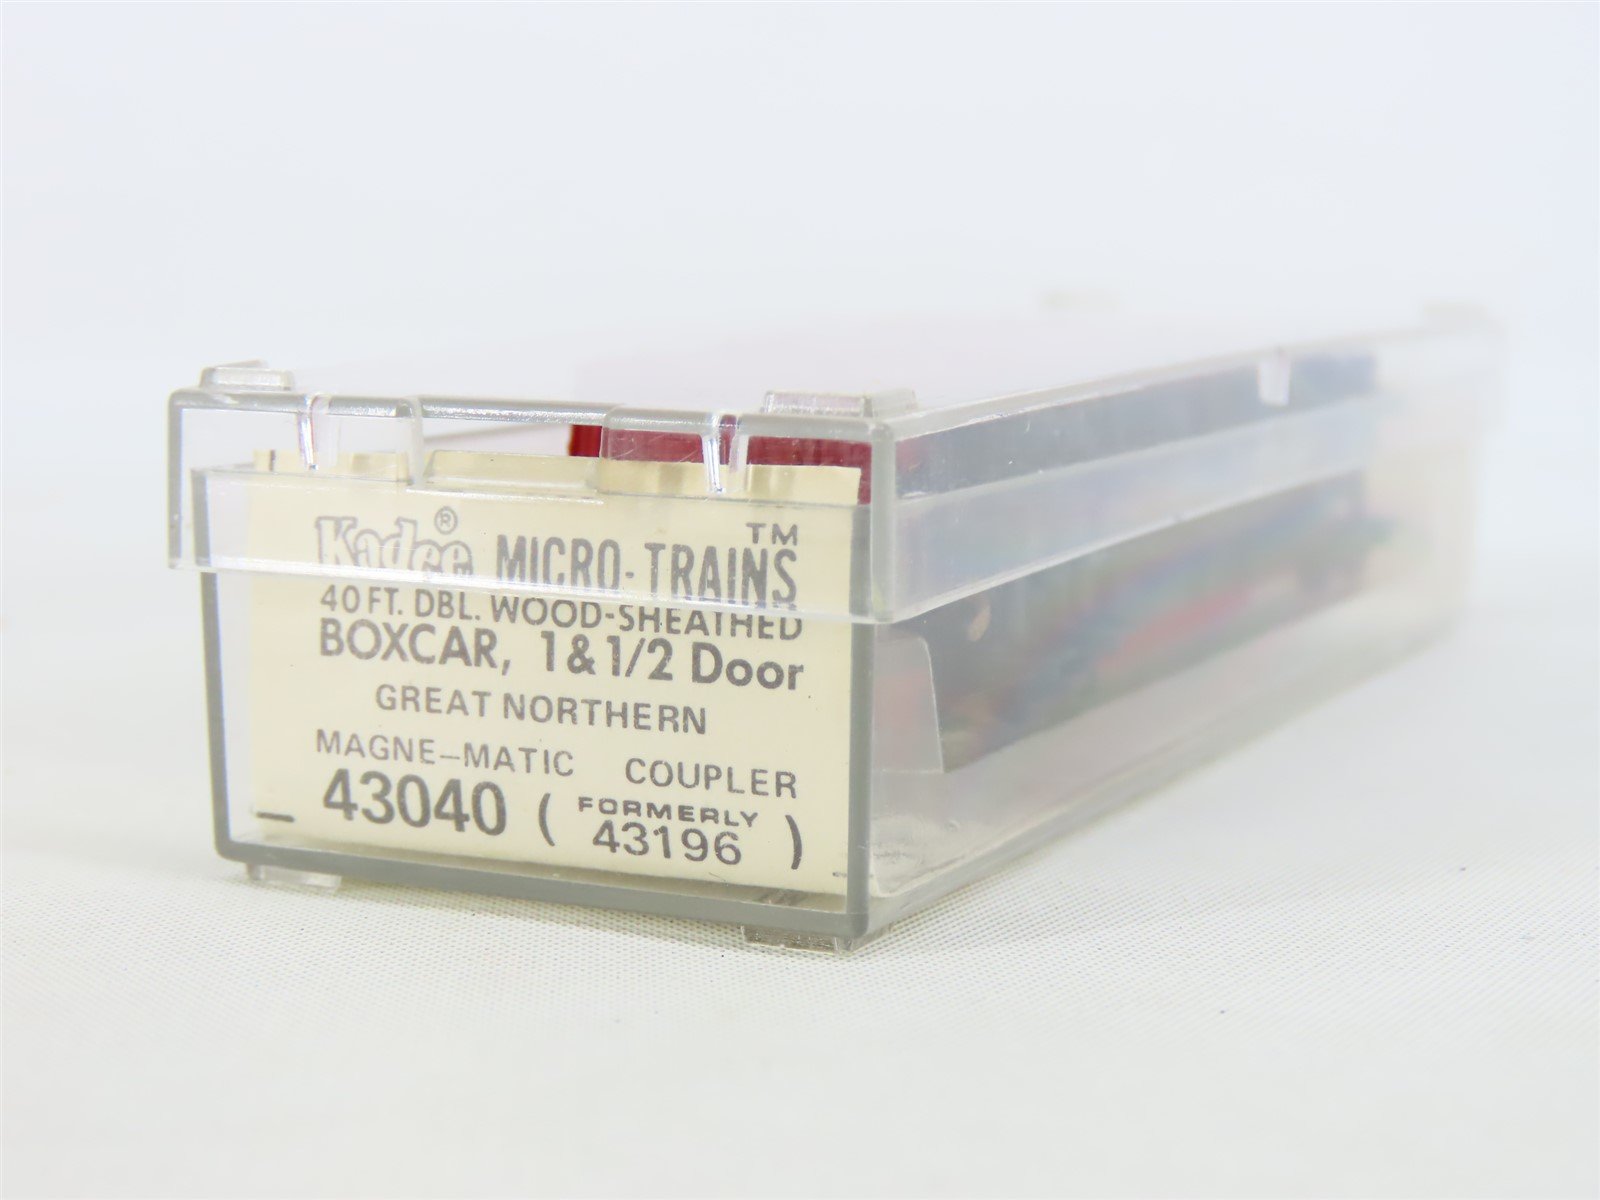 Kadee® MICRO-TRAINS™
40 FT. DBL. WOOD-SHEATHED
BOXCAR, 1 & 1/2 Door
GREAT NORTHERN
MAGNE-MATIC COUPLER
43040 ( FORMERLY 43196 )